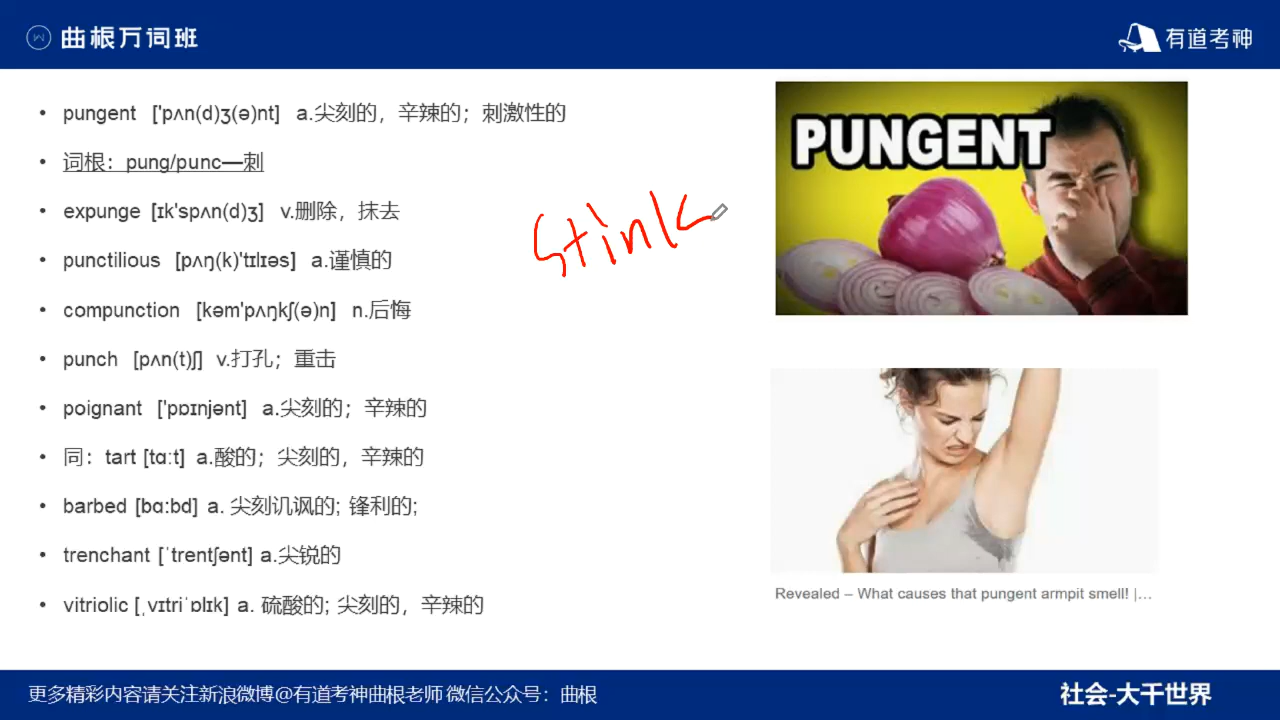 曲根万词班
有道考神
pungent ['pʌn(d)ʒ(ə)nt] a.尖刻的，辛辣的；刺激性的
词根：pung/punc—刺
expunge [ɪk'spʌn(d)ʒ] v.删除，抹去
punctilious [pʌŋ(k)'tɪlɪəs] a.谨慎的
compunction [kəm'pʌŋkʃ(ə)n] n.后悔
punch [pʌn(t)ʃ] v.打孔；重击
poignant ['pɒɪnjənt] a.尖刻的；辛辣的
同：tart [tɑːt] a.酸的；尖刻的，辛辣的
barbed [bɑːbd] a. 尖刻讥讽的; 锋利的;
trenchant [ˈtrentʃənt] a.尖锐的
vitriolic [ˌvɪtriˈɒlɪk] a. 硫酸的; 尖刻的，辛辣的
stink
PUNGENT
Revealed – What causes that pungent armpit smell! |...
更多精彩内容请关注新浪微博@有道考神曲根老师 微信公众号：曲根
社会-大千世界